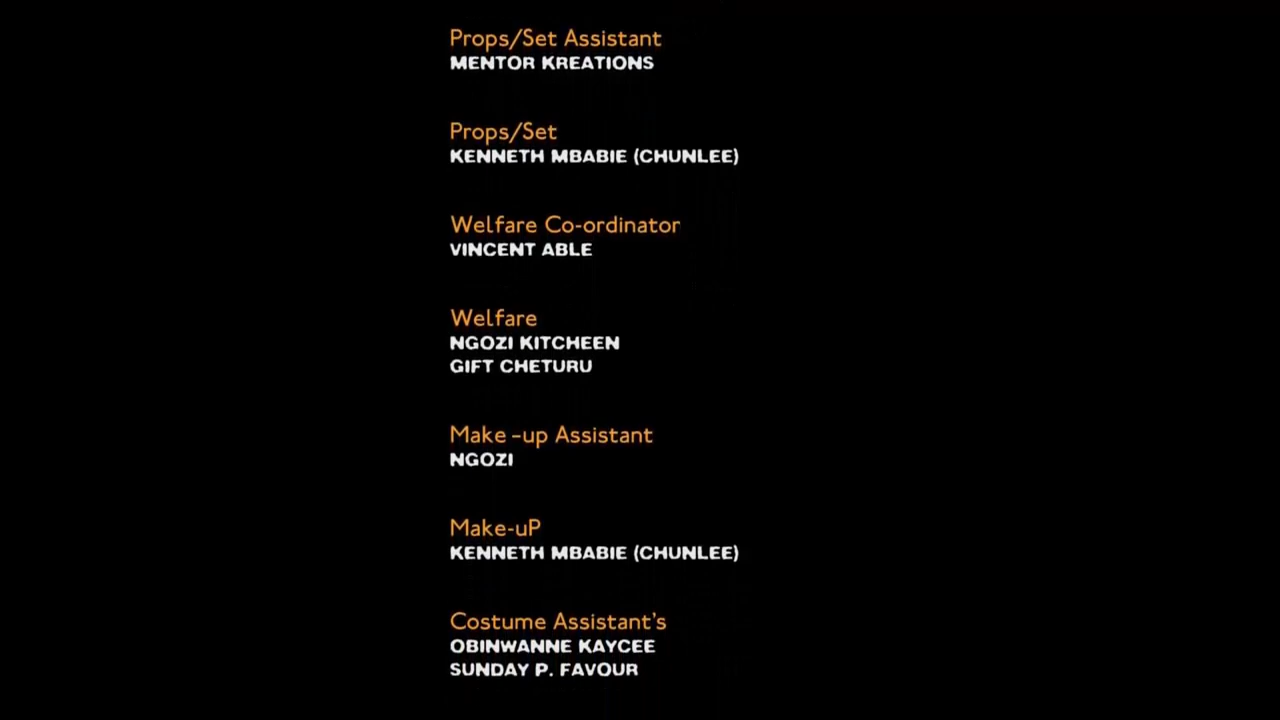 Props/Set Assistant
MENTOR KREATIONS
Props/Set
KENNETH MBABIE (CHUNLEE)
Welfare Co-ordinator
VINCENT ABLE
Welfare
NGOZI KITCHEEN
GIFT CHETURU
Make -up Assistant
NGOZI
Make-uP
KENNETH MBABIE (CHUNLEE)
Costume Assistant's
OBINWANNE KAYCEE
SUNDAY P. FAVOUR